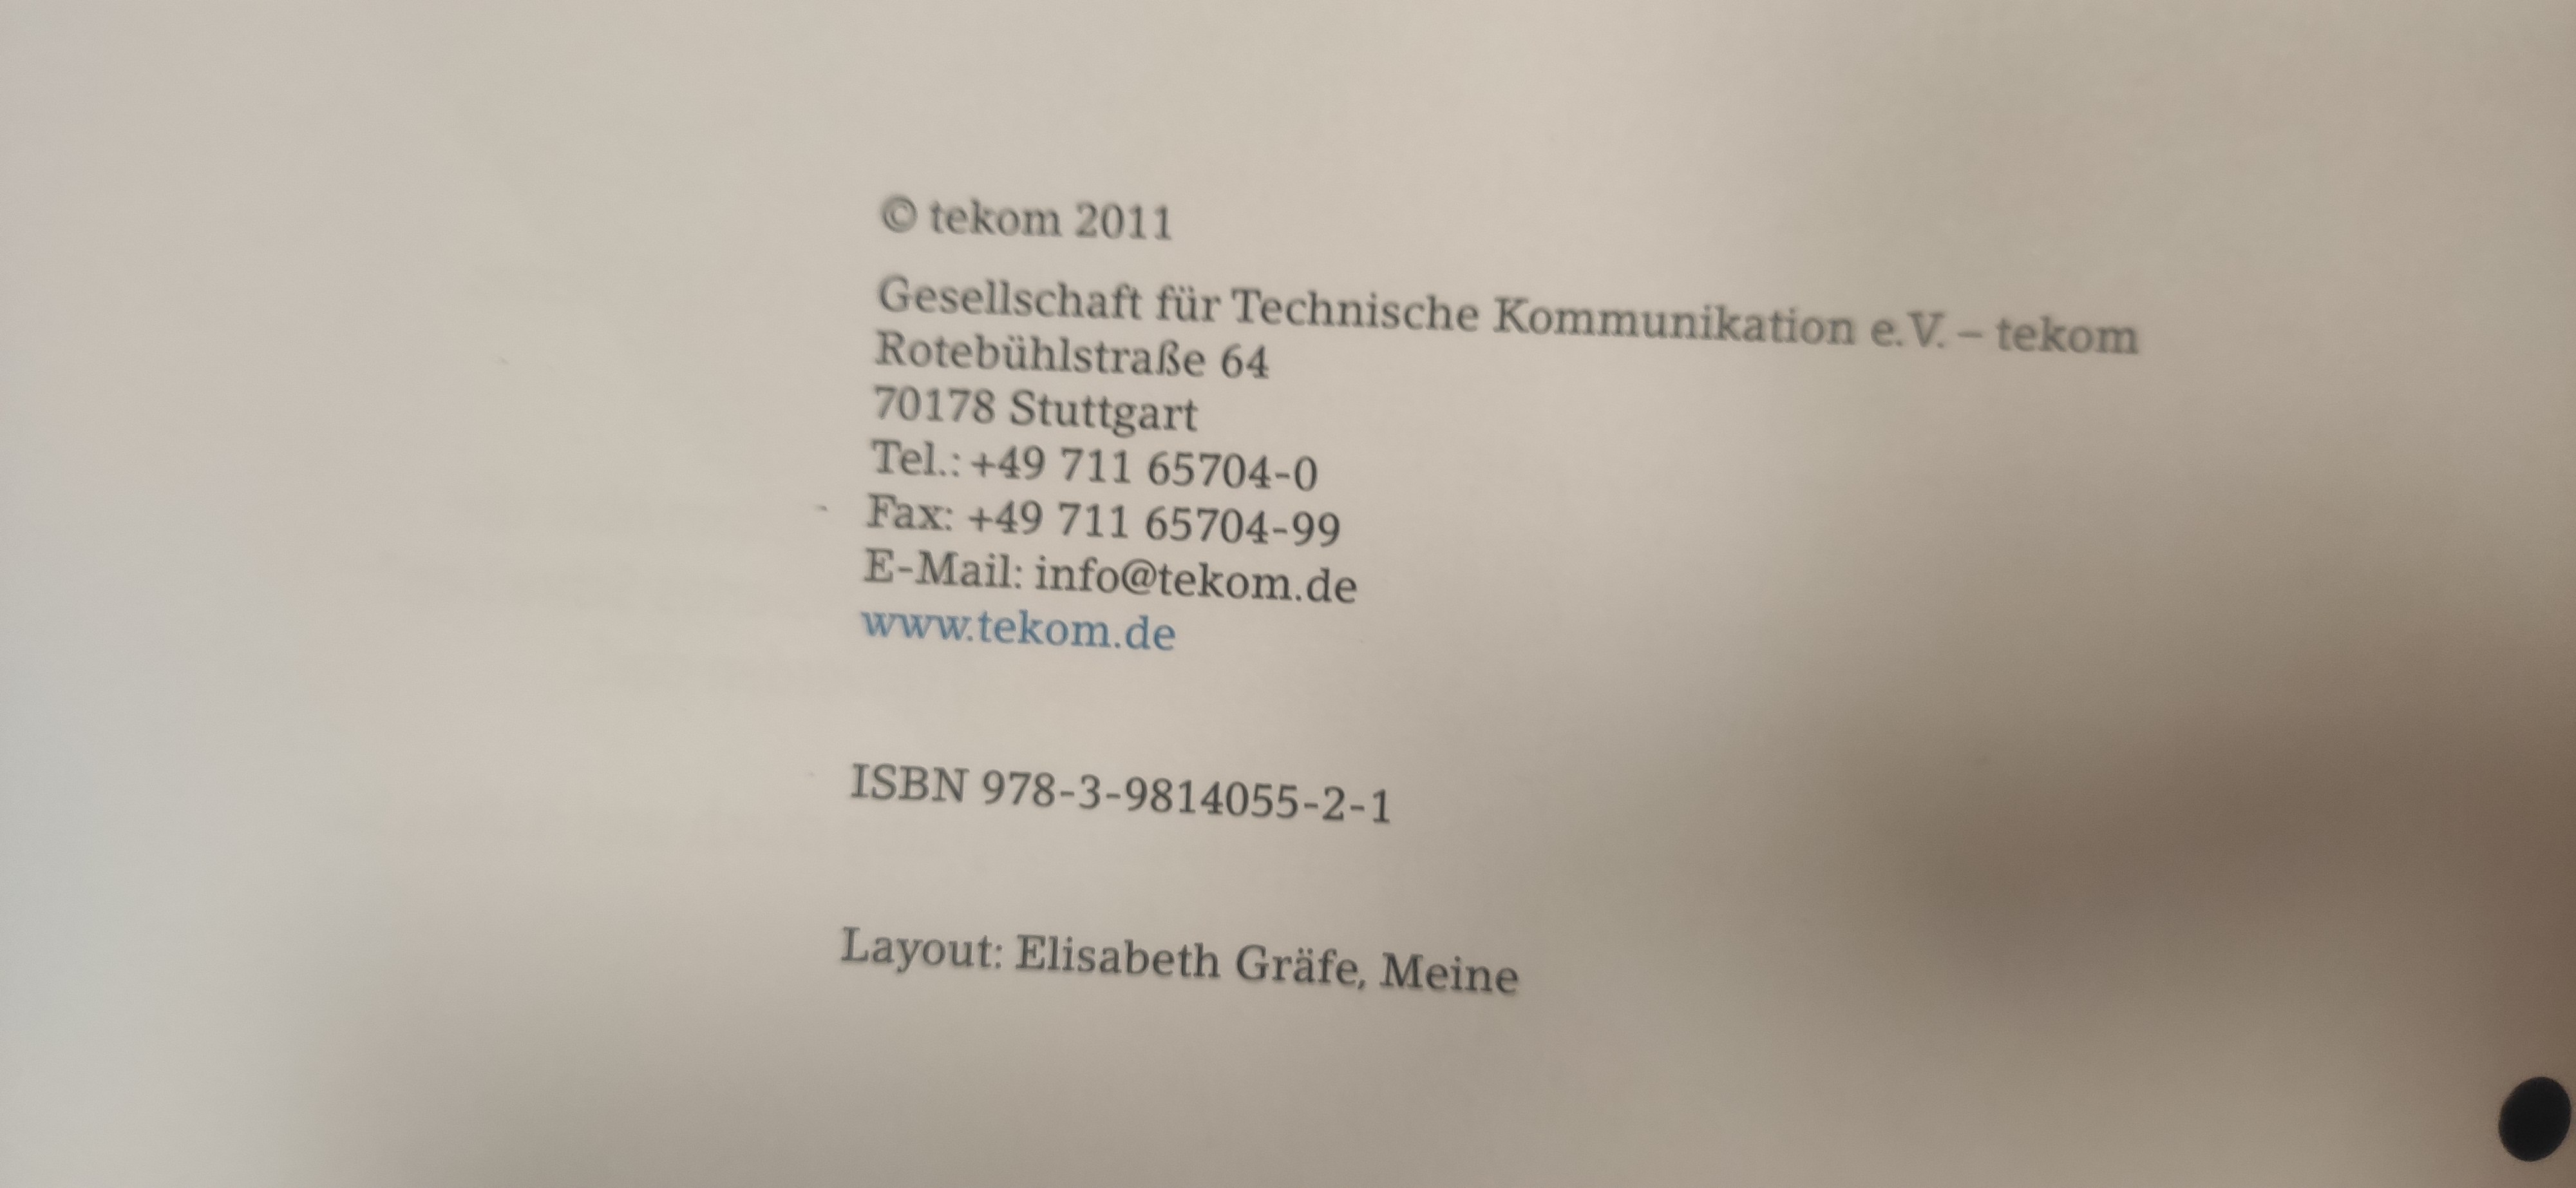 © tekom 2011
Gesellschaft für Technische Kommunikation e.V. – tekom
Rotebühlstraße 64
70178 Stuttgart
Tel.: +49 711 65704-0
Fax: +49 711 65704-99
E-Mail: info@tekom.de
www.tekom.de
ISBN 978-3-9814055-2-1
Layout: Elisabeth Gräfe, Meine